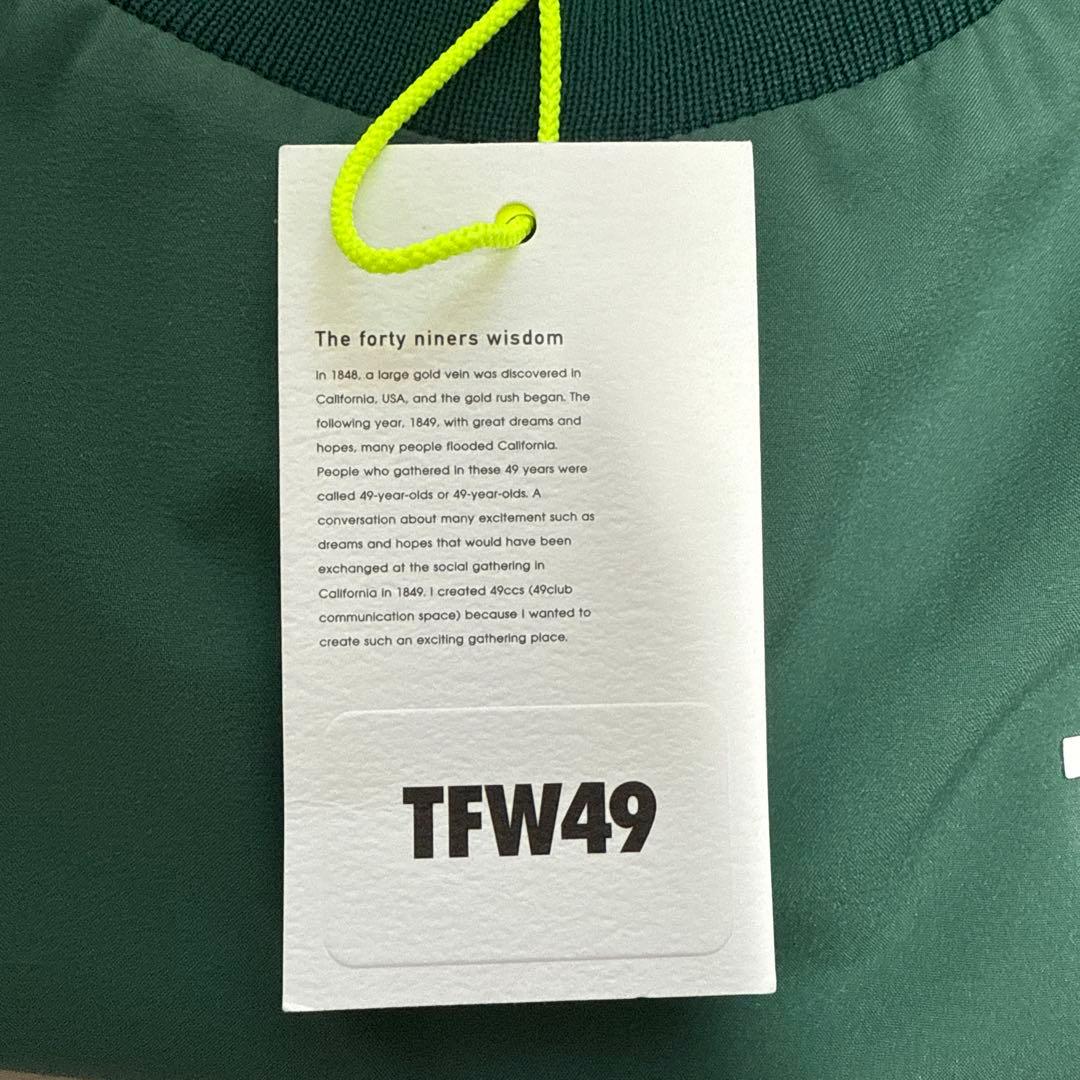 The forty niners wisdom
In 1848, a large gold vein was discovered in
California, USA, and the gold rush began. The
following year, 1849, with great dreams and
hopes, many people flooded California.
People who gathered in these 49 years were
called 49-year-olds or 49-year-olds. A
conversation about many excitement such as
dreams and hopes that would have been
exchanged at the social gathering in
California in 1849. I created 49ccs (49club
communication space) because I wanted to
create such an exciting gathering place.
TFW49